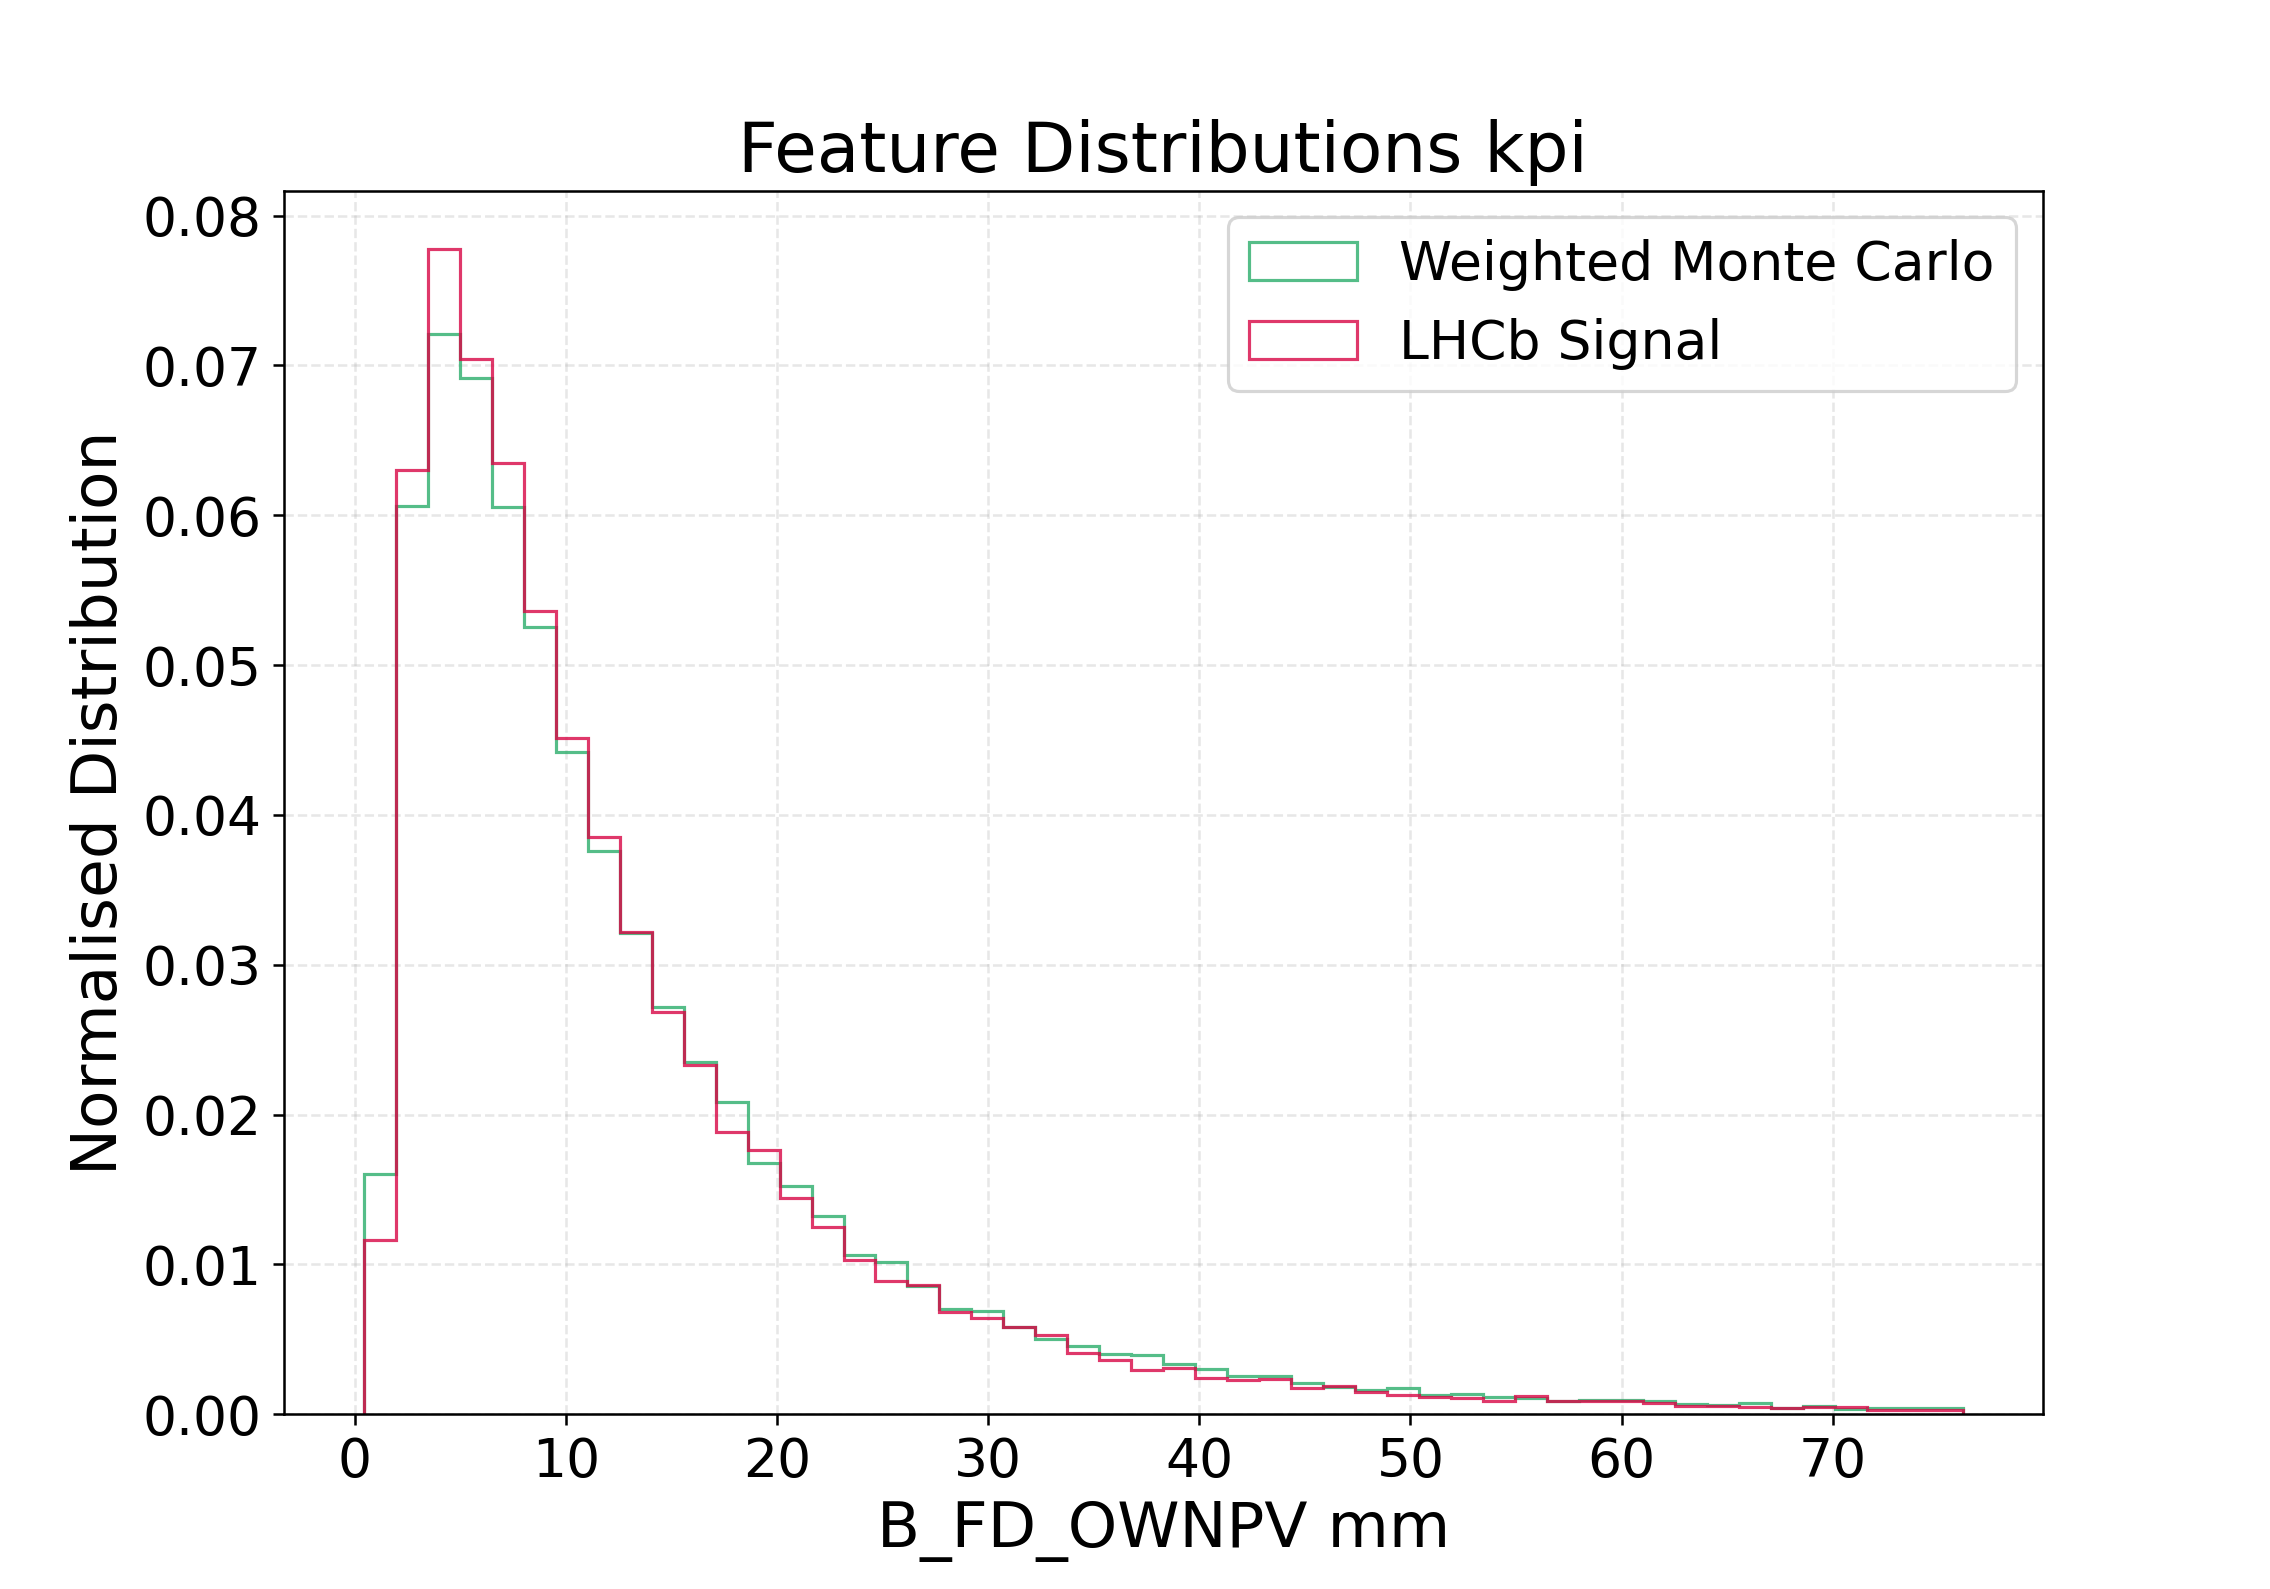 Feature Distributions kpi
Weighted Monte Carlo
LHCb Signal
Normalised Distribution
0.08
0.07
0.06
0.05
0.04
0.03
0.02
0.01
0.00
0 10 20 30 40 50 60 70
B_FD_OWNPV mm